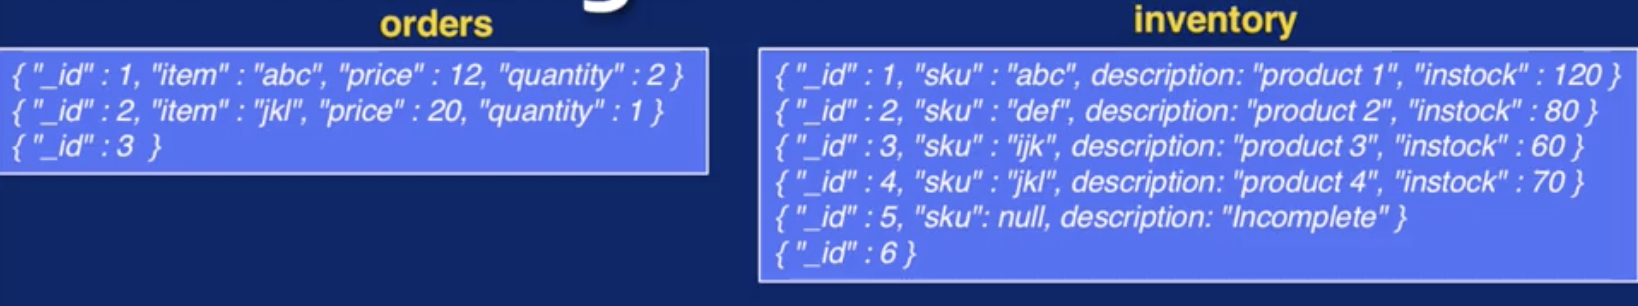 orders
{ "_id" : 1, "item" : "abc", "price" : 12, "quantity" : 2 }
{ "_id" : 2, "item" : "jkl", "price" : 20, "quantity" : 1 }
{ "_id" : 3 }
inventory
{ "_id" : 1, "sku" : "abc", description: "product 1", "instock" : 120 }
{ "_id" : 2, "sku" : "def", description: "product 2", "instock" : 80 }
{ "_id" : 3, "sku" : "ijk", description: "product 3", "instock" : 60 }
{ "_id" : 4, "sku" : "jkl", description: "product 4", "instock" : 70 }
{ "_id" : 5, "sku": null, description: "Incomplete" }
{ "_id" : 6 }